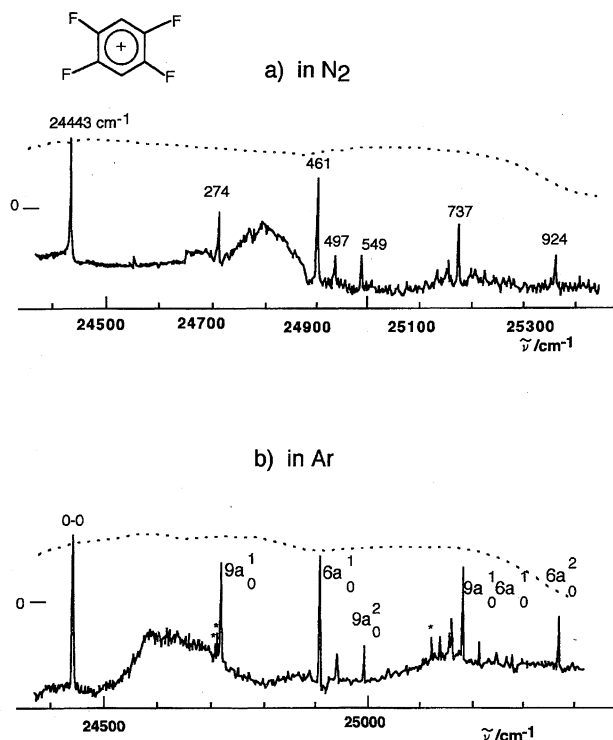 F F
+
F F
a) in N2
24443 cm-1
461
0
274
497
549
737
924
24500 24700 24900 25100 25300
ν̃/cm-1
b) in Ar
0-0
9a 1 0
6a 1 0
9a 2 0
9a 1 0 6a 1 0
6a 2 0
0
* *
*
24500 25000
ν̃/cm-1